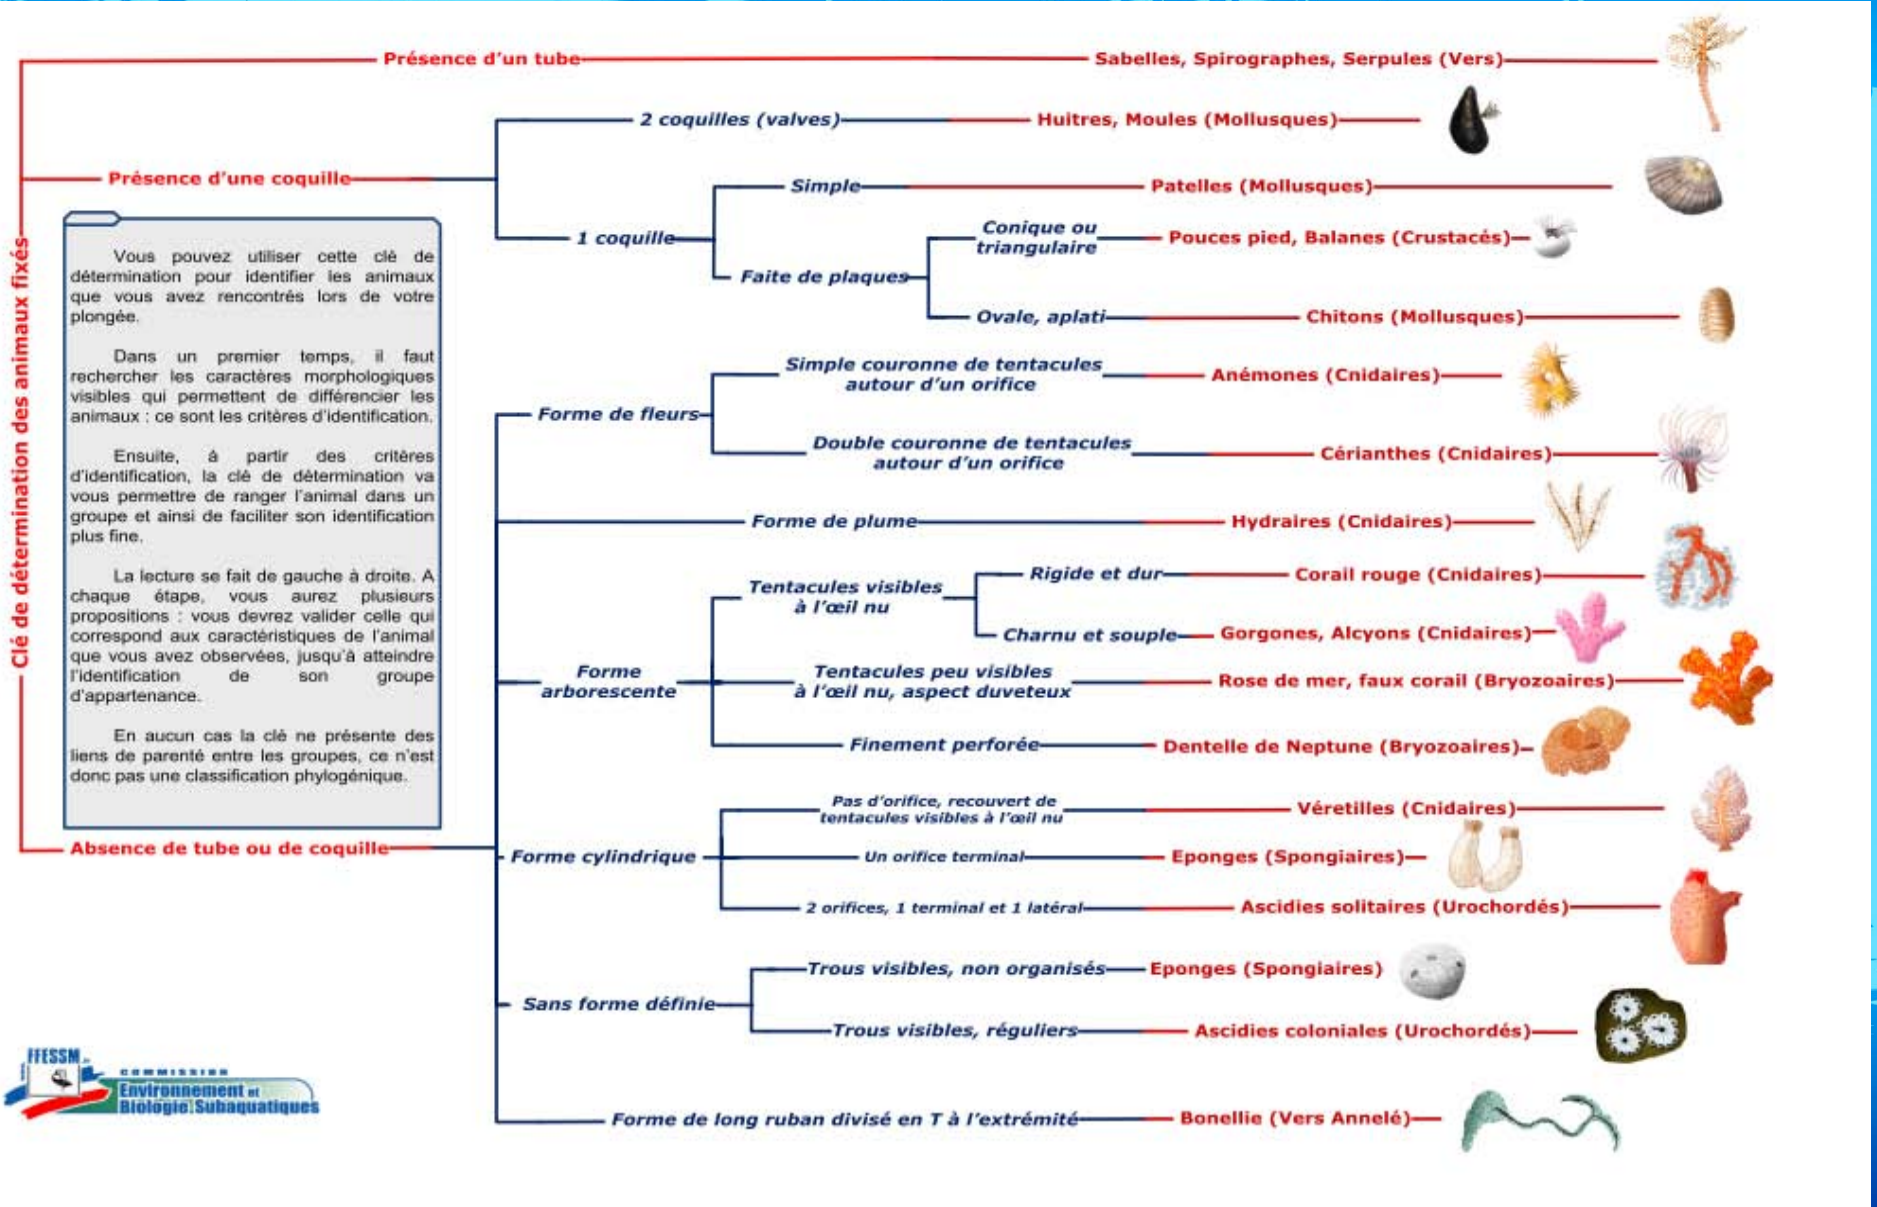 Clé de détermination des animaux fixés
Présence d'un tube
Sabelles, Spirographes, Serpules (Vers)
Présence d'une coquille
2 coquilles (valves)
Huitres, Moules (Mollusques)
1 coquille
Simple
Patelles (Mollusques)
Faite de plaques
Conique ou
triangulaire
Pouces pied, Balanes (Crustacés)
Ovale, aplati
Chitons (Mollusques)
Vous pouvez utiliser cette clé de
détermination pour identifier les animaux
que vous avez rencontrés lors de votre
plongée.
Dans un premier temps, il faut
rechercher les caractères morphologiques
visibles qui permettent de différencier les
animaux : ce sont les critères d'identification.
Ensuite, à partir des critères
d'identification, la clé de détermination va
vous permettre de ranger l'animal dans un
groupe et ainsi de faciliter son identification
plus fine.
La lecture se fait de gauche à droite. A
chaque étape, vous aurez plusieurs
propositions : vous devrez valider celle qui
correspond aux caractéristiques de l'animal
que vous avez observées, jusqu'à atteindre
l'identification de son groupe
d'appartenance.
En aucun cas la clé ne présente des
liens de parenté entre les groupes, ce n'est
donc pas une classification phylogénique.
Absence de tube ou de coquille
Forme de fleurs
Simple couronne de tentacules
autour d'un orifice
Anémones (Cnidaires)
Double couronne de tentacules
autour d'un orifice
Cérianthes (Cnidaires)
Forme de plume
Hydraires (Cnidaires)
Forme
arborescente
Tentacules visibles
à l'œil nu
Rigide et dur
Corail rouge (Cnidaires)
Charnu et souple
Gorgones, Alcyons (Cnidaires)
Tentacules peu visibles
à l'œil nu, aspect duveteux
Rose de mer, faux corail (Bryozoaires)
Finement perforée
Dentelle de Neptune (Bryozoaires)
Forme cylindrique
Pas d'orifice, recouvert de
tentacules visibles à l'œil nu
Véretilles (Cnidaires)
Un orifice terminal
Eponges (Spongiaires)
2 orifices, 1 terminal et 1 latéral
Ascidies solitaires (Urochordés)
Sans forme définie
Trous visibles, non organisés
Eponges (Spongiaires)
Trous visibles, réguliers
Ascidies coloniales (Urochordés)
Forme de long ruban divisé en T à l'extrémité
Bonellie (Vers Annelé)
FFESSM
COMMISSION
Environnement et
Biologie Subaquatiques